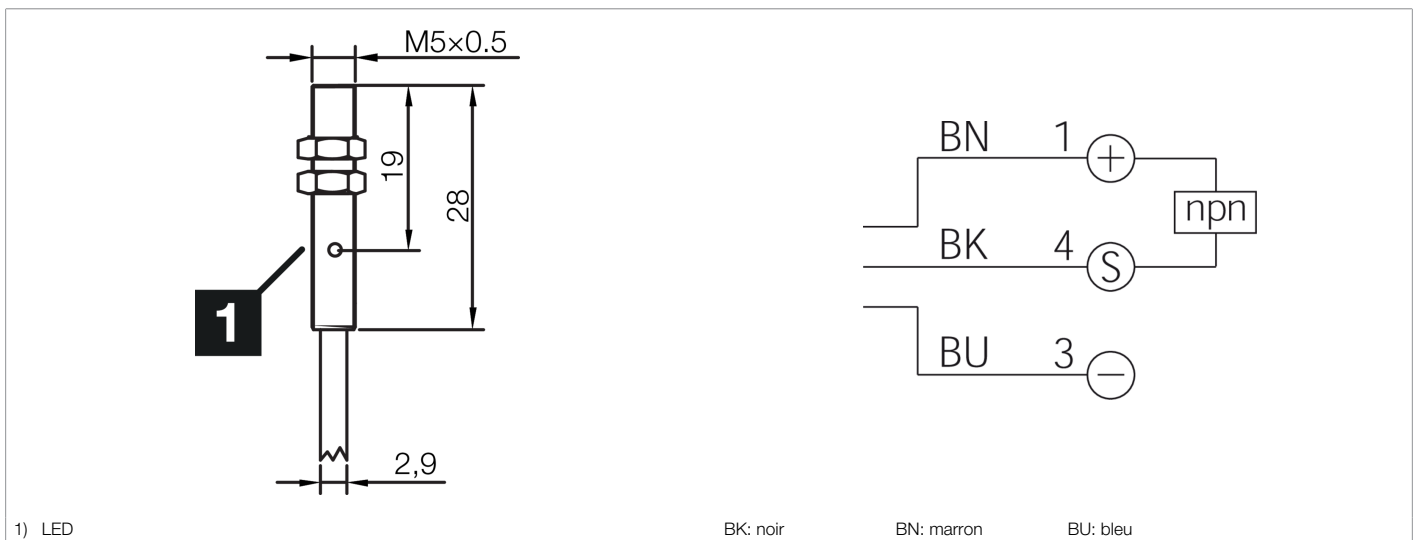 M5×0.5
19
28
1
2,9
BN 1 +
npn
BK 4 S
BU 3 −
1) LED
BK: noir BN: marron BU: bleu